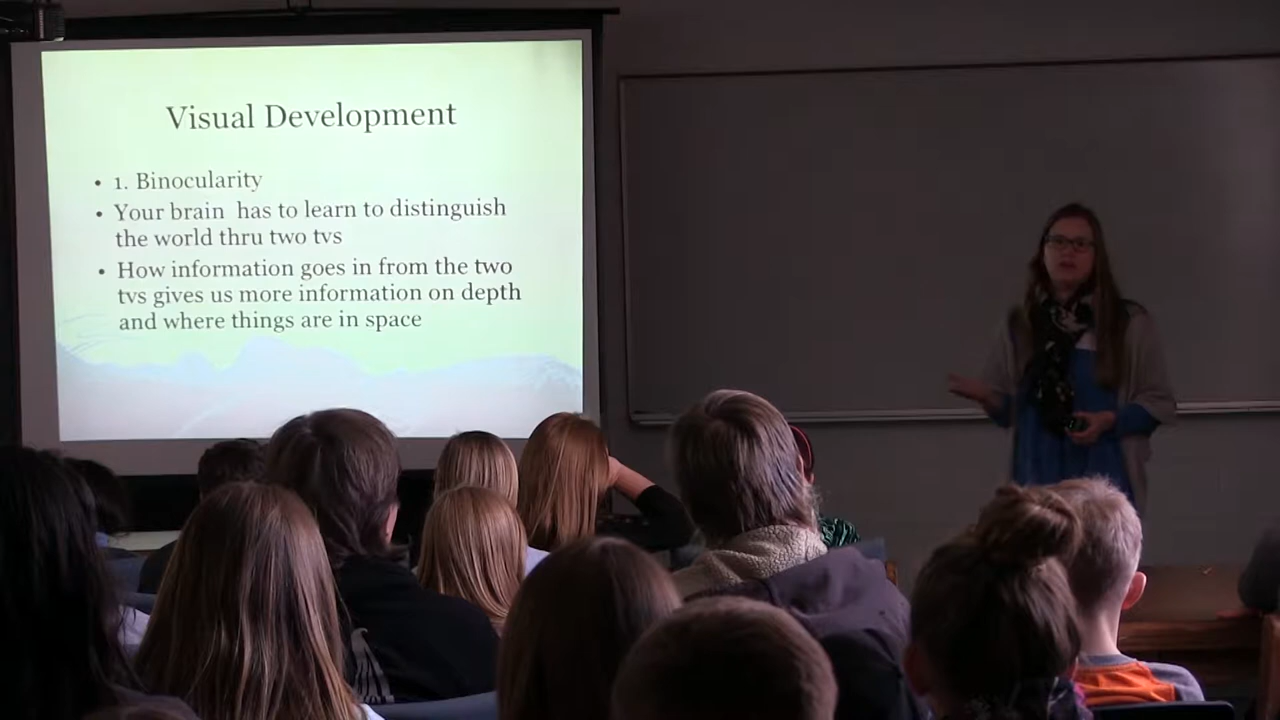 Visual Development
• 1. Binocularity
• Your brain has to learn to distinguish
the world thru two tvs
• How information goes in from the two
tvs gives us more information on depth
and where things are in space